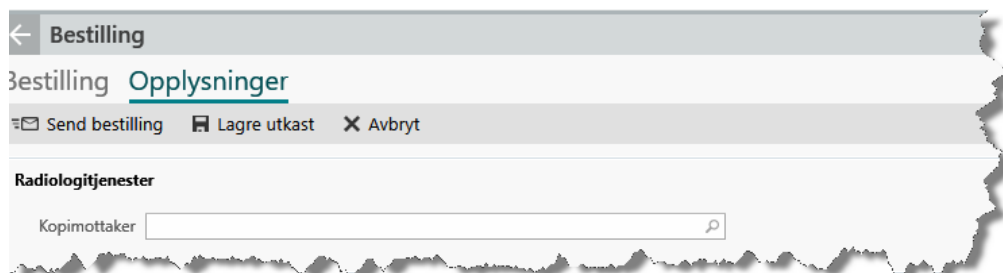 Bestilling
Bestilling Opplysninger
Send bestilling Lagre utkast Avbryt
Radiologitjenester
Kopimottaker